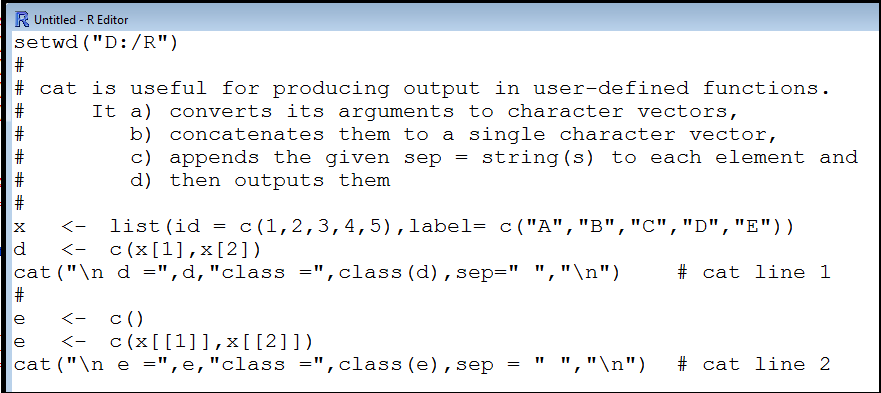 R Untitled - R Editor
setwd("D:/R")
#
# cat is useful for producing output in user-defined functions.
#     It a) converts its arguments to character vectors,
#        b) concatenates them to a single character vector,
#        c) appends the given sep = string(s) to each element and
#        d) then outputs them
#
x   <-  list(id = c(1,2,3,4,5),label= c("A","B","C","D","E"))
d   <-  c(x[1],x[2])
cat("\n d =",d,"class =",class(d),sep=" ","\n")    # cat line 1
#
e   <-  c()
e   <-  c(x[[1]],x[[2]])
cat("\n e =",e,"class =",class(e),sep = " ","\n")  # cat line 2